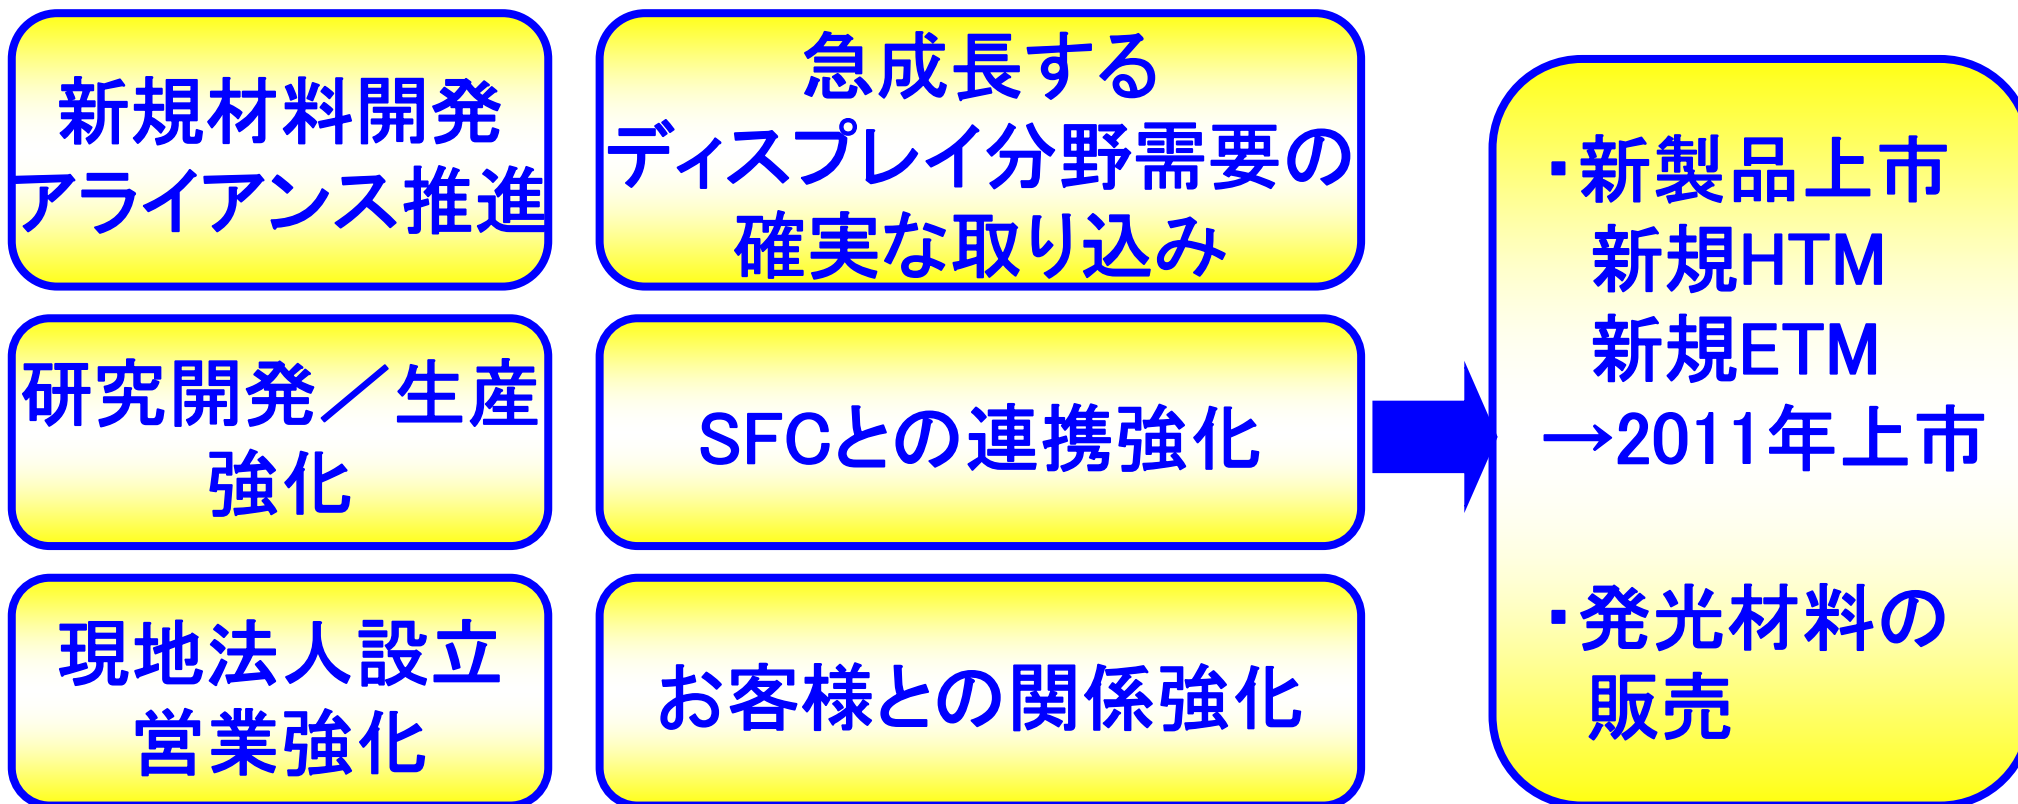 新規材料開発
アライアンス推進
急成長する
ディスプレイ分野需要の
確実な取り込み
研究開発／生産
強化
SFCとの連携強化
現地法人設立
営業強化
お客様との関係強化
・新製品上市
新規HTM
新規ETM
→2011年上市
・発光材料の
販売